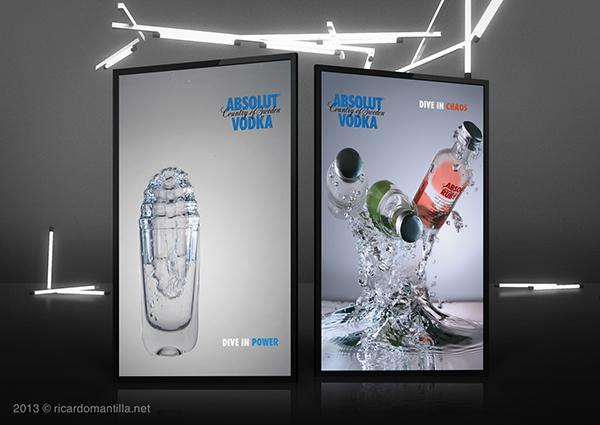 ABSOLUT
Country of Sweden
VODKA
DIVE IN POWER
ABSOLUT
Country of Sweden
VODKA
DIVE IN CHAOS
ABSOLUT
2013 © ricardomantilla.net